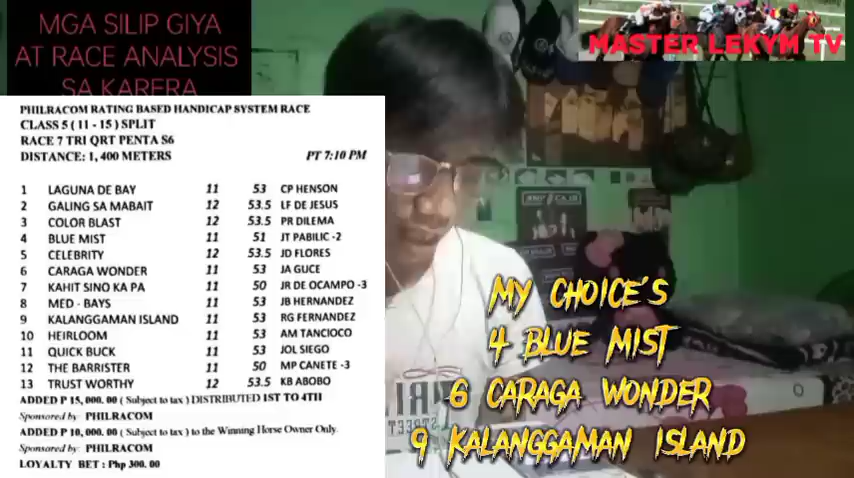 MGA SILIP GIYA
AT RACE ANALYSIS
SA KARERA
MASTER LEKYM TV
PHILRACOM RATING BASED HANDICAP SYSTEM RACE
CLASS 5 ( 11 - 15 ) SPLIT
RACE 7 TRI QRT PENTA S6
DISTANCE: 1, 400 METERS PT 7:10 PM
1 LAGUNA DE BAY 11 53 CP HENSON
2 GALING SA MABAIT 12 53.5 LF DE JESUS
3 COLOR BLAST 12 53.5 PR DILEMA
4 BLUE MIST 11 51 JT PABILIC -2
5 CELEBRITY 12 53.5 JD FLORES
6 CARAGA WONDER 11 53 JA GUCE
7 KAHIT SINO KA PA 11 50 JR DE OCAMPO -3
8 MED - BAYS 11 53 JB HERNANDEZ
9 KALANGGAMAN ISLAND 11 53 RG FERNANDEZ
10 HEIRLOOM 11 53 AM TANCIOCO
11 QUICK BUCK 11 53 JOL SIEGO
12 THE BARRISTER 11 50 MP CANETE -3
13 TRUST WORTHY 12 53.5 KB ABOBO
ADDED P 15, 000. 00 ( Subject to tax ) DISTRIBUTED 1ST TO 4TH
Sponsored by: PHILRACOM
ADDED P 10, 000. 00 ( Subject to tax ) to the Winning Horse Owner Only.
Sponsored by: PHILRACOM
LOYALTY BET : Php 300. 00
MY CHOICE'S
4 BLUE MIST
6 CARAGA WONDER
9 KALANGGAMAN ISLAND